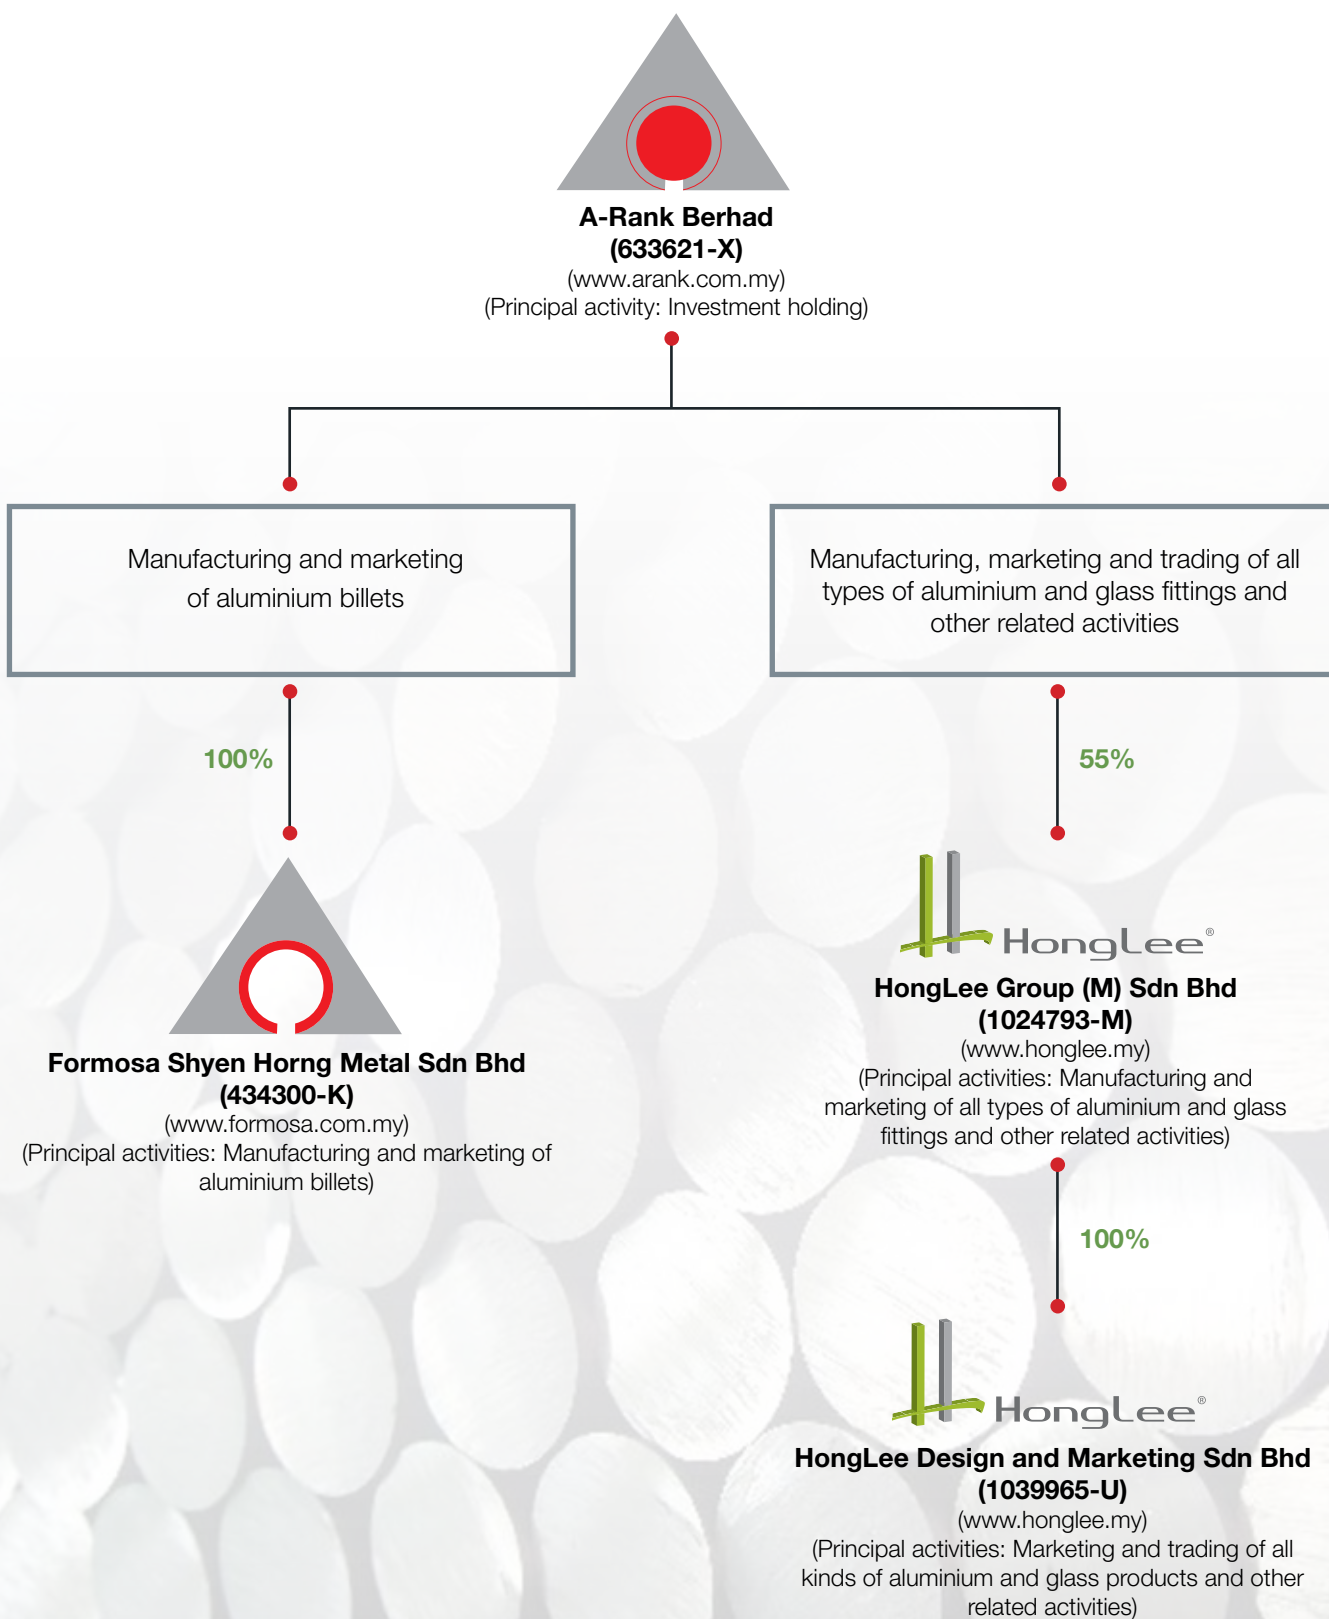 A-Rank Berhad
(633621-X)
(www.arank.com.my)
(Principal activity: Investment holding)
Manufacturing and marketing
of aluminium billets
Manufacturing, marketing and trading of all
types of aluminium and glass fittings and
other related activities
100%
55%
HongLee®
Formosa Shyen Horng Metal Sdn Bhd
(434300-K)
(www.formosa.com.my)
(Principal activities: Manufacturing and marketing of
aluminium billets)
HongLee Group (M) Sdn Bhd
(1024793-M)
(www.honglee.my)
(Principal activities: Manufacturing and
marketing of all types of aluminium and glass
fittings and other related activities)
100%
HongLee®
HongLee Design and Marketing Sdn Bhd
(1039965-U)
(www.honglee.my)
(Principal activities: Marketing and trading of all
kinds of aluminium and glass products and other
related activities)